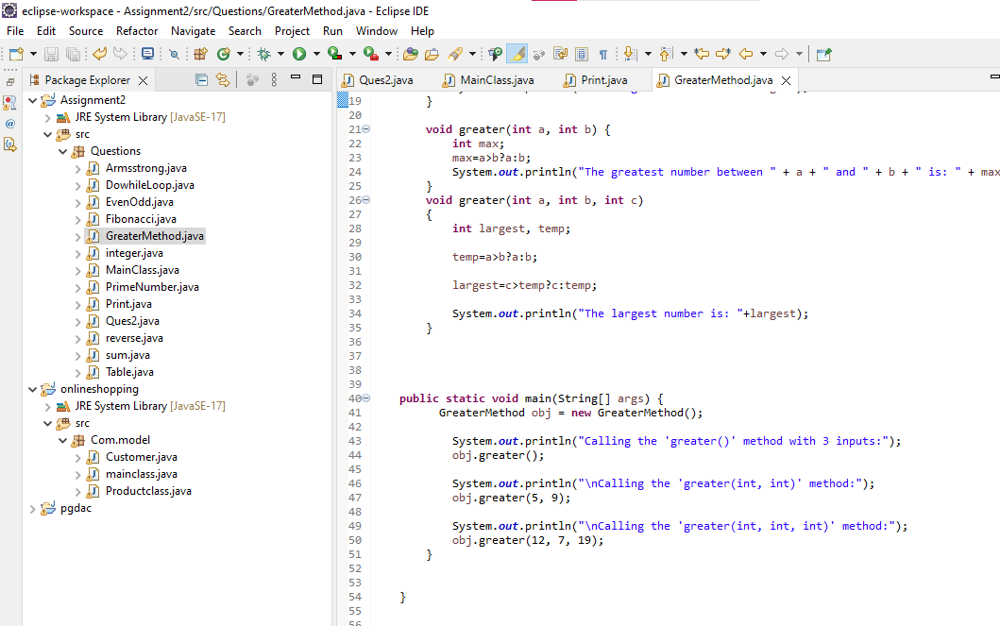 eclipse-workspace - Assignment2/src/Questions/GreaterMethod.java - Eclipse IDE
File Edit Source Refactor Navigate Search Project Run Window Help
Package Explorer
Assignment2
JRE System Library [JavaSE-17]
src
Questions
Armsstrong.java
DowhileLoop.java
EvenOdd.java
Fibonacci.java
GreaterMethod.java
integer.java
MainClass.java
PrimeNumber.java
Print.java
Ques2.java
reverse.java
sum.java
Table.java
onlineshopping
JRE System Library [JavaSE-17]
src
Com.model
Customer.java
mainclass.java
Productclass.java
pgdac
Ques2.java MainClass.java Print.java GreaterMethod.java
19 }
20
21 void greater(int a, int b) {
22 int max;
23 max=a>b?a:b;
24 System.out.println("The greatest number between " + a + " and " + b + " is: " + max
25 }
26 void greater(int a, int b, int c)
27 {
28 int largest, temp;
29
30 temp=a>b?a:b;
31
32 largest=c>temp?c:temp;
33
34 System.out.println("The largest number is: "+largest);
35 }
36
37
38
39
40 public static void main(String[] args) {
41 GreaterMethod obj = new GreaterMethod();
42
43 System.out.println("Calling the 'greater()' method with 3 inputs:");
44 obj.greater();
45
46 System.out.println("\nCalling the 'greater(int, int)' method:");
47 obj.greater(5, 9);
48
49 System.out.println("\nCalling the 'greater(int, int, int)' method:");
50 obj.greater(12, 7, 19);
51 }
52
53
54 }
55
56